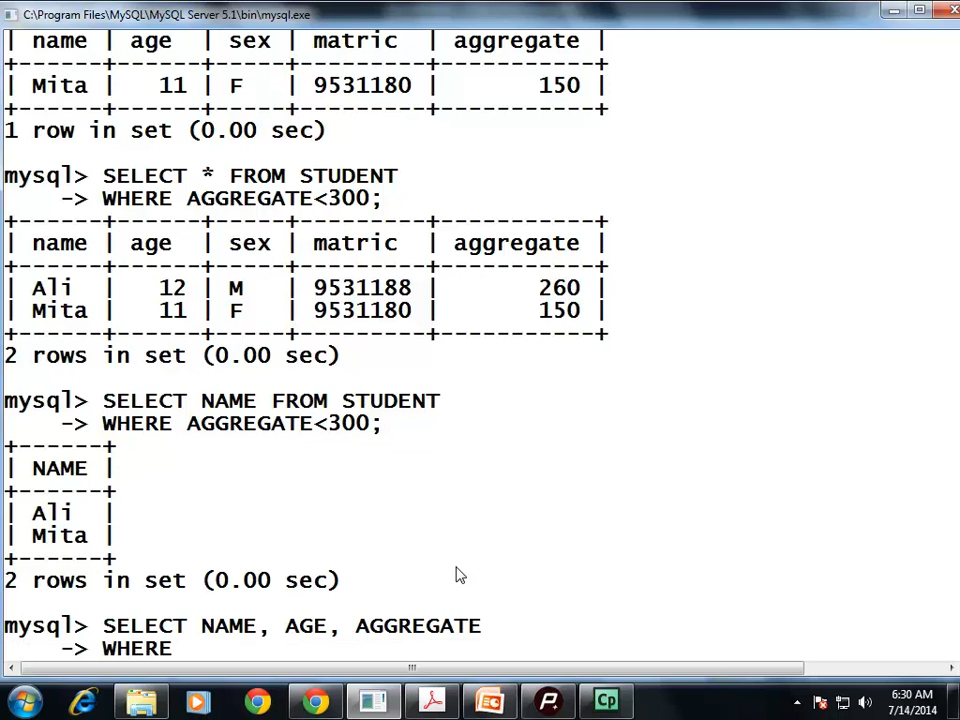 C:\Program Files\MySQL\MySQL Server 5.1\bin\mysql.exe
| name | age | sex | matric | aggregate |
+------+------+------+---------+-----------+
| Mita | 11 | F | 9531180 | 150 |
+------+------+------+---------+-----------+
1 row in set (0.00 sec)
mysql> SELECT * FROM STUDENT
-> WHERE AGGREGATE<300;
+------+------+------+---------+-----------+
| name | age | sex | matric | aggregate |
+------+------+------+---------+-----------+
| Ali | 12 | M | 9531188 | 260 |
| Mita | 11 | F | 9531180 | 150 |
+------+------+------+---------+-----------+
2 rows in set (0.00 sec)
mysql> SELECT NAME FROM STUDENT
-> WHERE AGGREGATE<300;
+------+
| NAME |
+------+
| Ali |
| Mita |
+------+
2 rows in set (0.00 sec)
mysql> SELECT NAME, AGE, AGGREGATE
-> WHERE
6:30 AM
7/14/2014